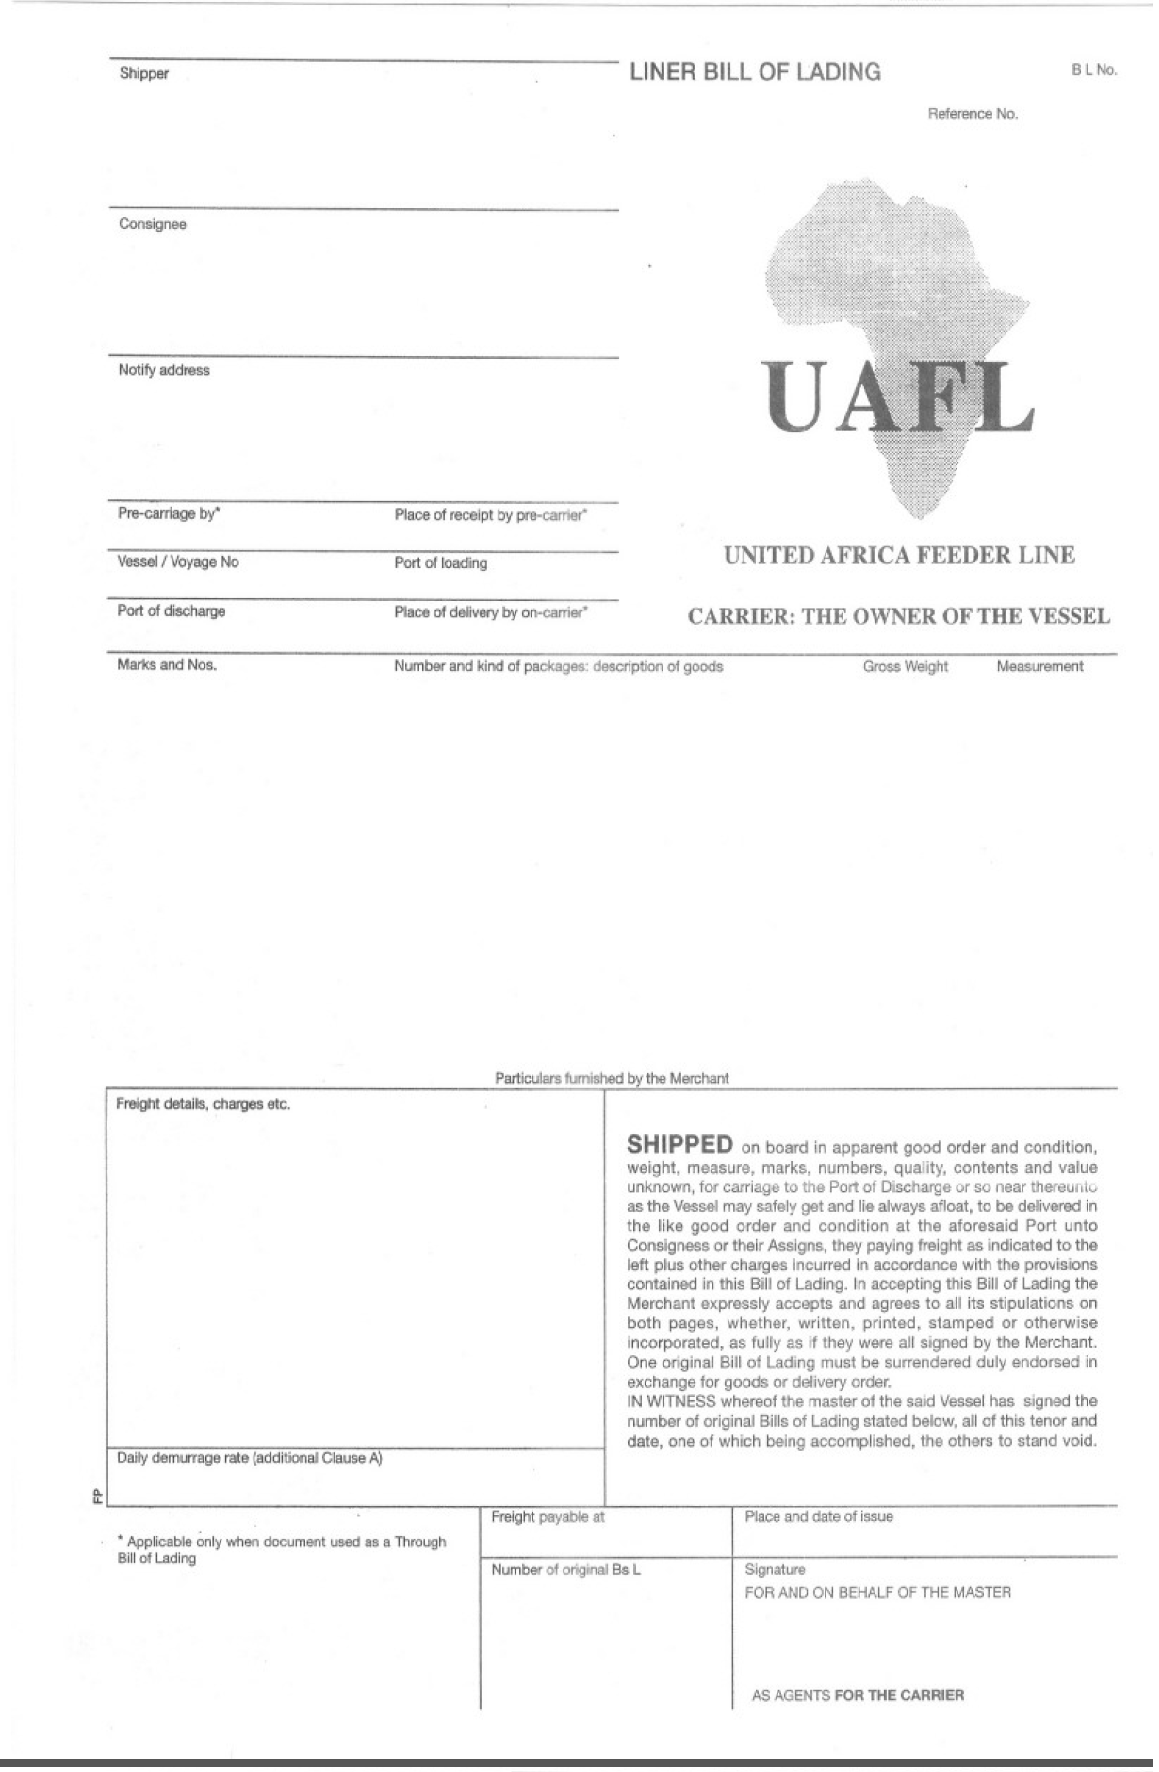 Shipper
LINER BILL OF LADING
B L No.
Reference No.
Consignee
Notify address
UAFL
Pre-carriage by*
Place of receipt by pre-carrier*
Vessel / Voyage No
Port of loading
UNITED AFRICA FEEDER LINE
Port of discharge
Place of delivery by on-carrier*
CARRIER: THE OWNER OF THE VESSEL
Marks and Nos.
Number and kind of packages: description of goods
Gross Weight
Measurement
Particulars furnished by the Merchant
Freight details, charges etc.
SHIPPED on board in apparent good order and condition,
weight, measure, marks, numbers, quality, contents and value
unknown, for carriage to the Port of Discharge or so near thereunto
as the Vessel may safely get and lie always afloat, to be delivered in
the like good order and condition at the aforesaid Port unto
Consigness or their Assigns, they paying freight as indicated to the
left plus other charges incurred in accordance with the provisions
contained in this Bill of Lading. In accepting this Bill of Lading the
Merchant expressly accepts and agrees to all its stipulations on
both pages, whether, written, printed, stamped or otherwise
incorporated, as fully as if they were all signed by the Merchant.
One original Bill of Lading must be surrendered duly endorsed in
exchange for goods or delivery order.
IN WITNESS whereof the master of the said Vessel has signed the
number of original Bills of Lading stated below, all of this tenor and
date, one of which being accomplished, the others to stand void.
Daily demurrage rate (additional Clause A)
FP
* Applicable only when document used as a Through
Bill of Lading
Freight payable at
Place and date of issue
Number of original Bs L
Signature
FOR AND ON BEHALF OF THE MASTER
AS AGENTS FOR THE CARRIER